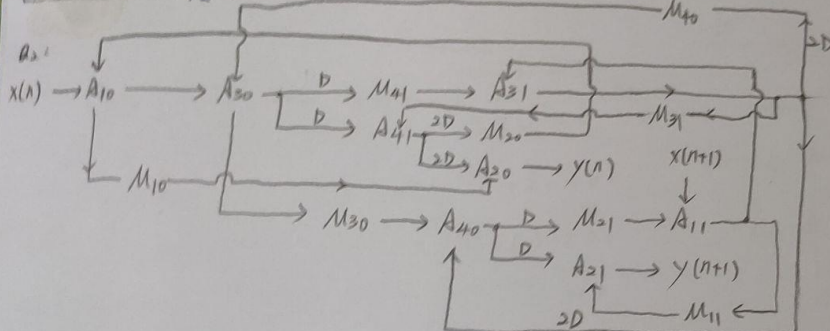 A2:
M40
2D
x(n) A10 A30 D M41 A31
D A41 2D M20 M31
2D A20 y(n) x(n+1)
M10
M30 A40 D M21 A11
D A21 y(n+1)
2D M11